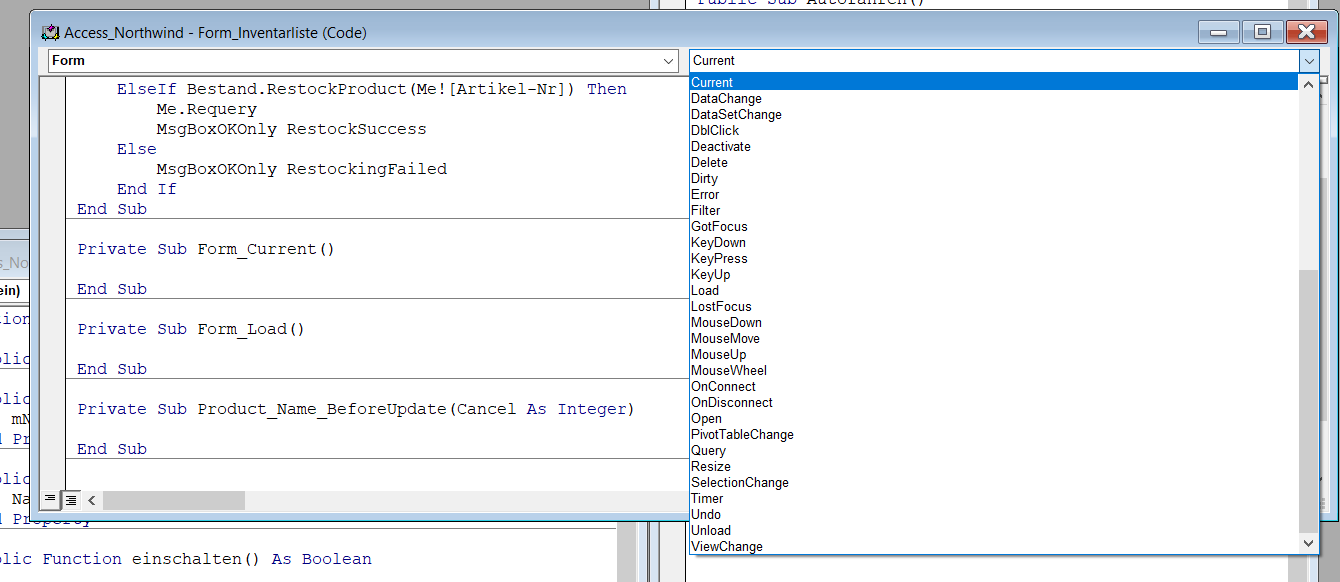 Public Sub Autofahren()
Access_Northwind - Form_Inventarliste (Code)
Form
Current
ElseIf Bestand.RestockProduct(Me![Artikel-Nr]) Then
Me.Requery
MsgBoxOKOnly RestockSuccess
Else
MsgBoxOKOnly RestockingFailed
End If
End Sub
Private Sub Form_Current()
End Sub
Private Sub Form_Load()
End Sub
Private Sub Product_Name_BeforeUpdate(Cancel As Integer)
End Sub
Current
DataChange
DataSetChange
DblClick
Deactivate
Delete
Dirty
Error
Filter
GotFocus
KeyDown
KeyPress
KeyUp
Load
LostFocus
MouseDown
MouseMove
MouseUp
MouseWheel
OnConnect
OnDisconnect
Open
PivotTableChange
Query
Resize
SelectionChange
Timer
Undo
Unload
ViewChange
s_No
ein)
tion
lic
lic
mN
d Pr
lic
Na
d Property
olic Function einschalten() As Boolean